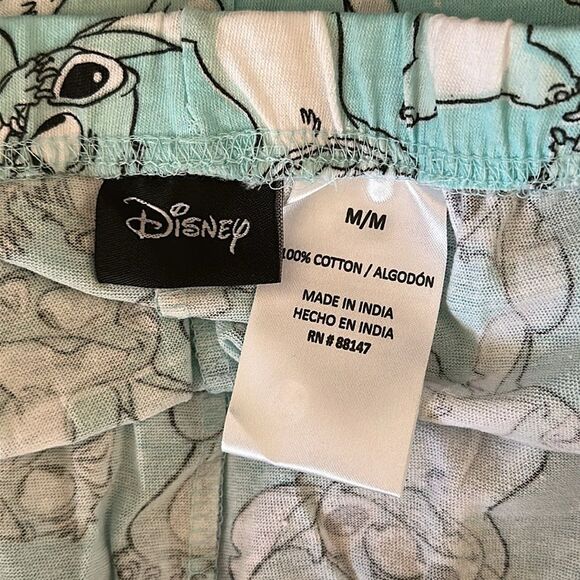 Disney
M/M
100% COTTON / ALGODÓN
MADE IN INDIA
HECHO EN INDIA
RN # 88147